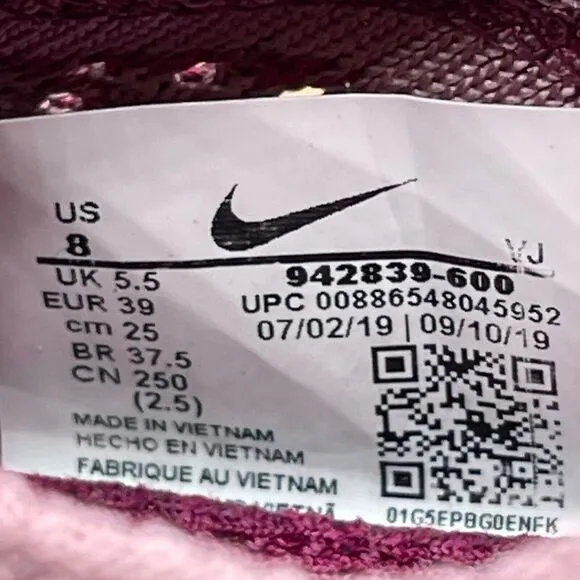 US
8
UK 5.5
EUR 39
cm 25
BR 37.5
CN 250
(2.5)
MADE IN VIETNAM
HECHO EN VIETNAM
FABRIQUE AU VIETNAM
VJ
942839-600
UPC 00886548045952
07/02/19 | 09/10/19
01G5EPBG0ENFK